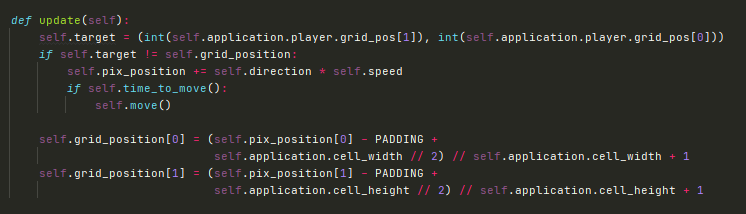 def update(self):
    self.target = (int(self.application.player.grid_pos[1]), int(self.application.player.grid_pos[0]))
    if self.target != self.grid_position:
        self.pix_position += self.direction * self.speed
        if self.time_to_move():
            self.move()
    self.grid_position[0] = (self.pix_position[0] - PADDING +
                             self.application.cell_width // 2) // self.application.cell_width + 1
    self.grid_position[1] = (self.pix_position[1] - PADDING +
                             self.application.cell_height // 2) // self.application.cell_height + 1